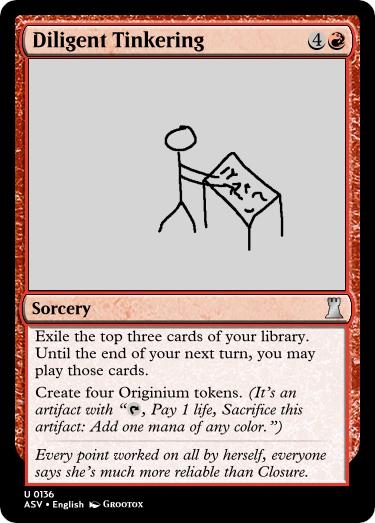 Diligent Tinkering 4
Sorcery
Exile the top three cards of your library.
Until the end of your next turn, you may
play those cards.
Create four Originium tokens. (It's an
artifact with “, Pay 1 life, Sacrifice this
artifact: Add one mana of any color.”)
Every point worked on all by herself, everyone
says she's much more reliable than Closure.
U 0136
ASV • English Grootox